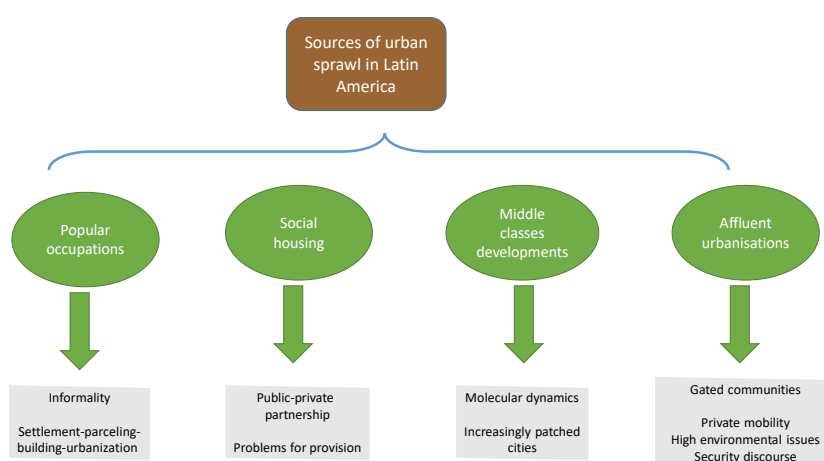 Sources of urban
sprawl in Latin
America
Popular
occupations
Social
housing
Middle
classes
developments
Affluent
urbanisations
Informality
Settlement-parceling-
building-urbanization
Public-private
partnership
Problems for provision
Molecular dynamics
Increasingly patched
cities
Gated communities
Private mobility
High environmental issues
Security discourse